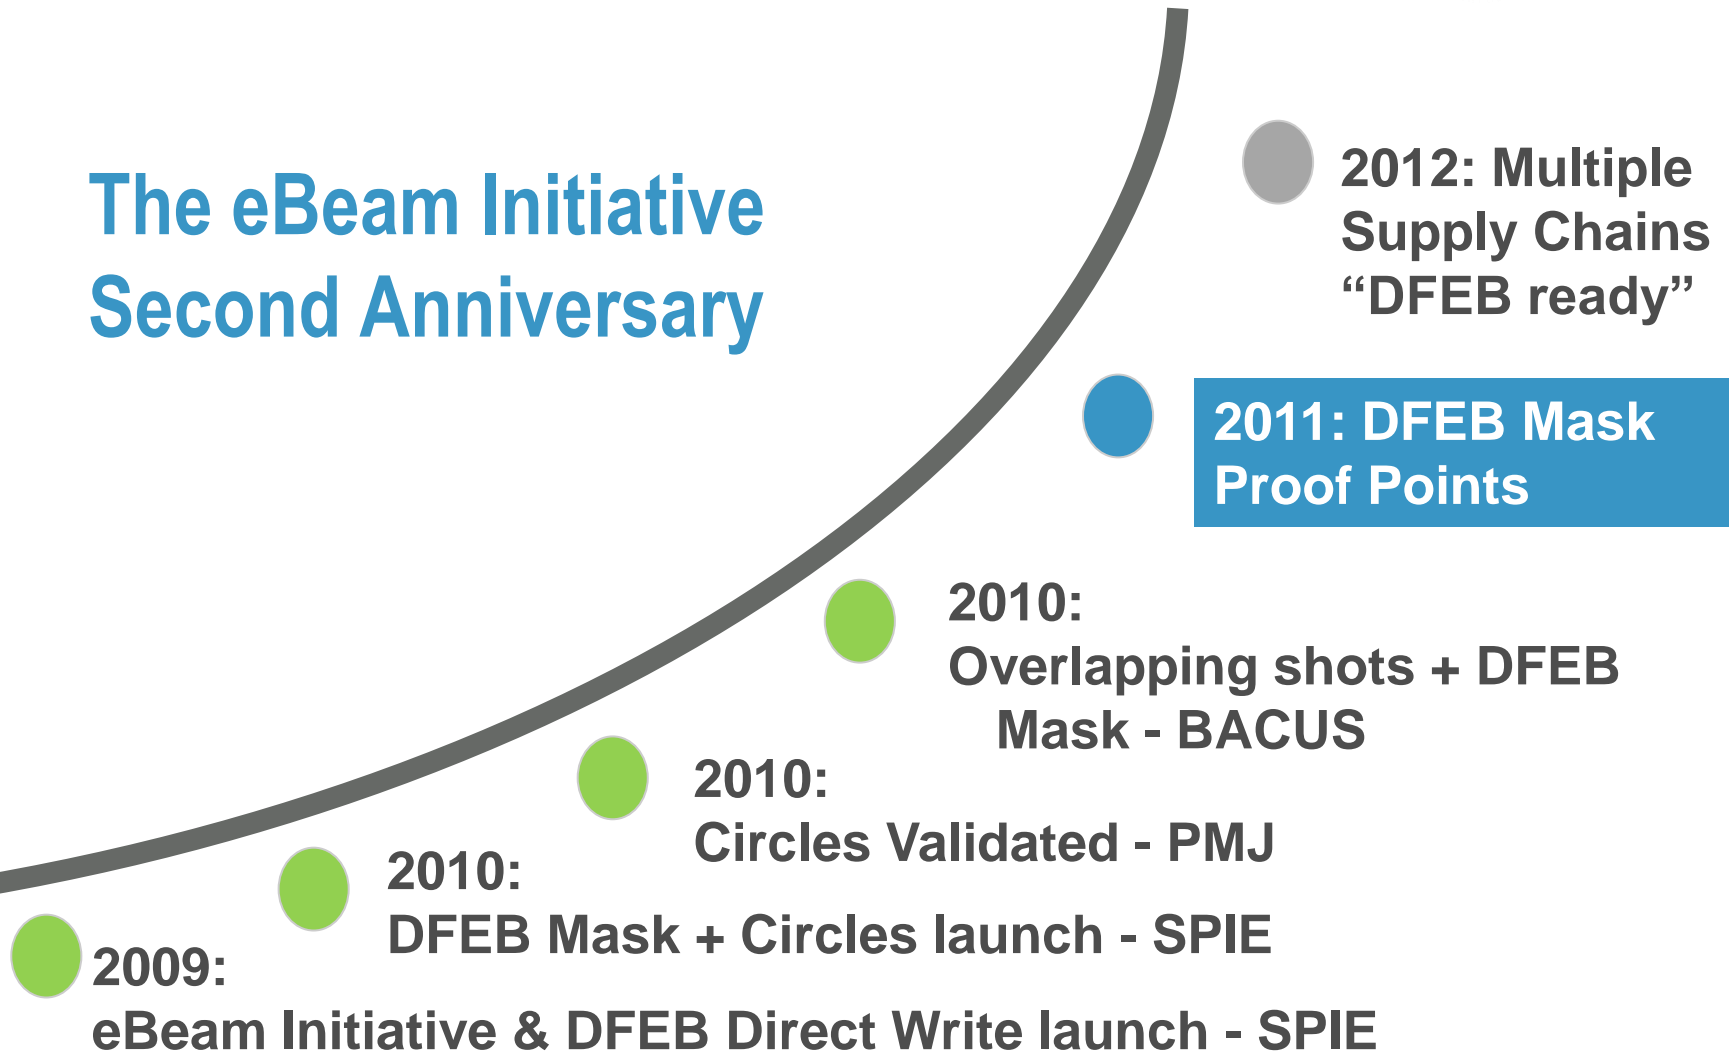 The eBeam Initiative
Second Anniversary
2012: Multiple
Supply Chains
“DFEB ready”
2011: DFEB Mask
Proof Points
2010:
Overlapping shots + DFEB
Mask - BACUS
2010:
Circles Validated - PMJ
2010:
DFEB Mask + Circles launch - SPIE
2009:
eBeam Initiative & DFEB Direct Write launch - SPIE